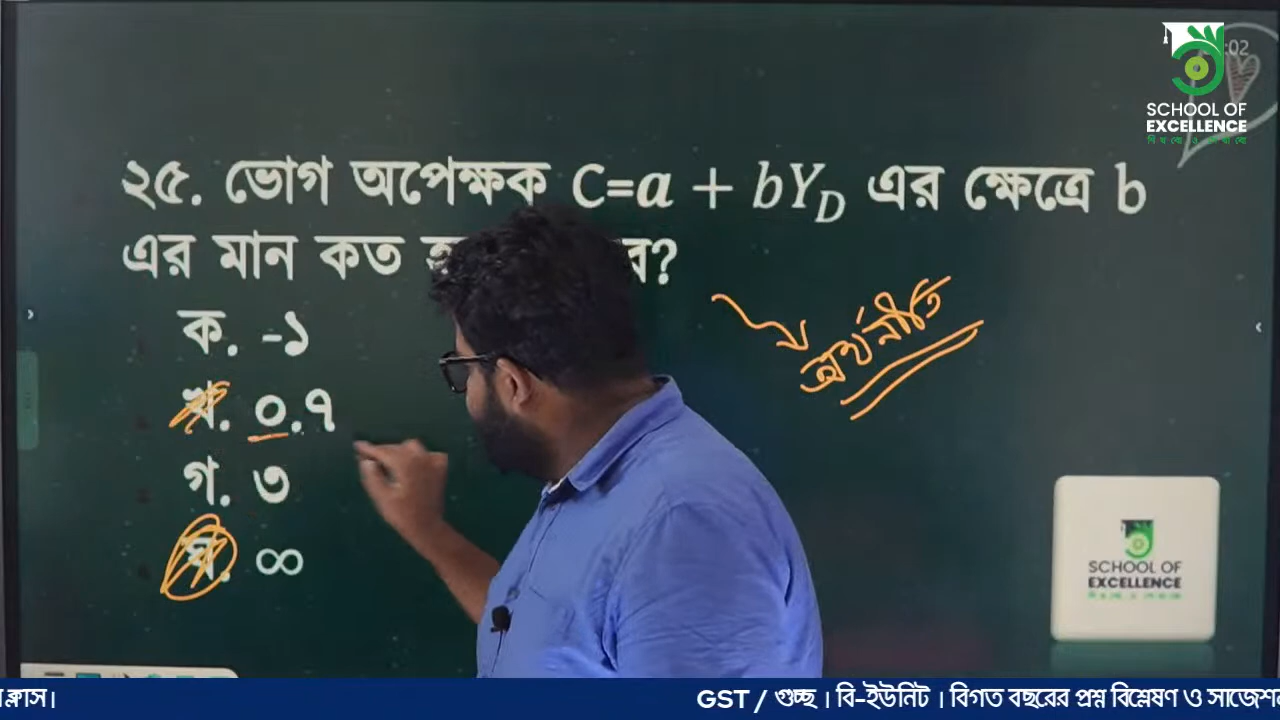 SCHOOL OF
EXCELLENCE
২৫. ভোগ অপেক্ষক C=a + bY_D এর ক্ষেত্রে b
এর মান কত
ক. -১
খ. ০.৭
গ. ৩
ঘ. ∞
অর্থনীতি
SCHOOL OF
EXCELLENCE
ক্লাস।
GST / গুচ্ছ । বি-ইউনিট । বিগত বছরের প্রশ্ন বিশ্লেষণ ও